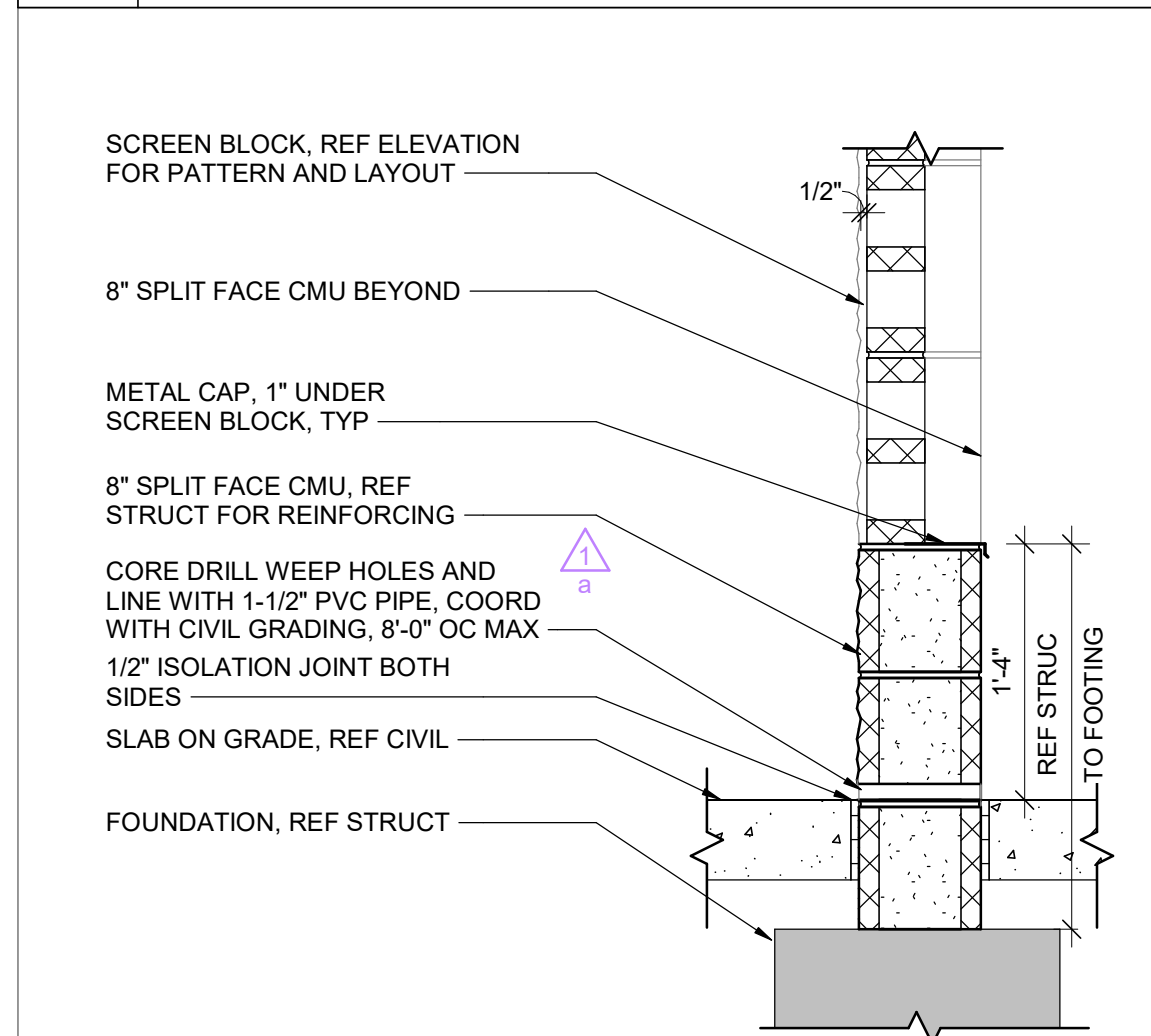 SCREEN BLOCK, REF ELEVATION
FOR PATTERN AND LAYOUT
1/2"
8" SPLIT FACE CMU BEYOND
METAL CAP, 1" UNDER
SCREEN BLOCK, TYP
8" SPLIT FACE CMU, REF
STRUCT FOR REINFORCING
1
a
CORE DRILL WEEP HOLES AND
LINE WITH 1-1/2" PVC PIPE, COORD
WITH CIVIL GRADING, 8'-0" OC MAX
1/2" ISOLATION JOINT BOTH
SIDES
SLAB ON GRADE, REF CIVIL
FOUNDATION, REF STRUCT
1'-4"
REF STRUC
TO FOOTING